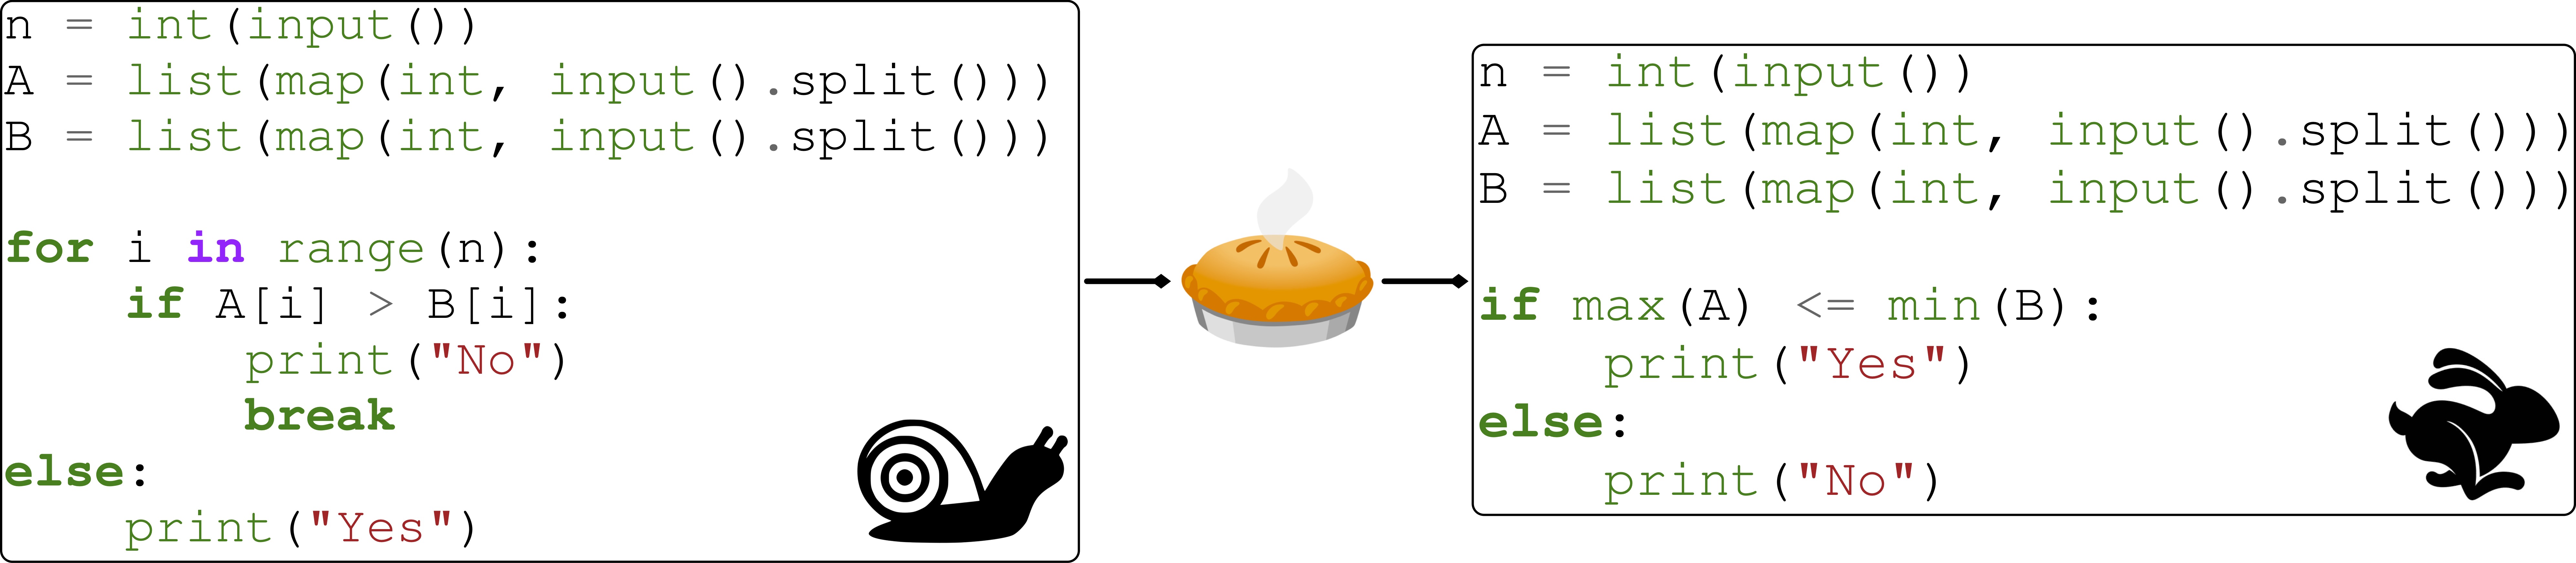 n = int(input())
A = list(map(int, input().split()))
B = list(map(int, input().split()))
for i in range(n):
    if A[i] > B[i]:
        print("No")
        break
else:
    print("Yes")
n = int(input())
A = list(map(int, input().split()))
B = list(map(int, input().split()))
if max(A) <= min(B):
    print("Yes")
else:
    print("No")